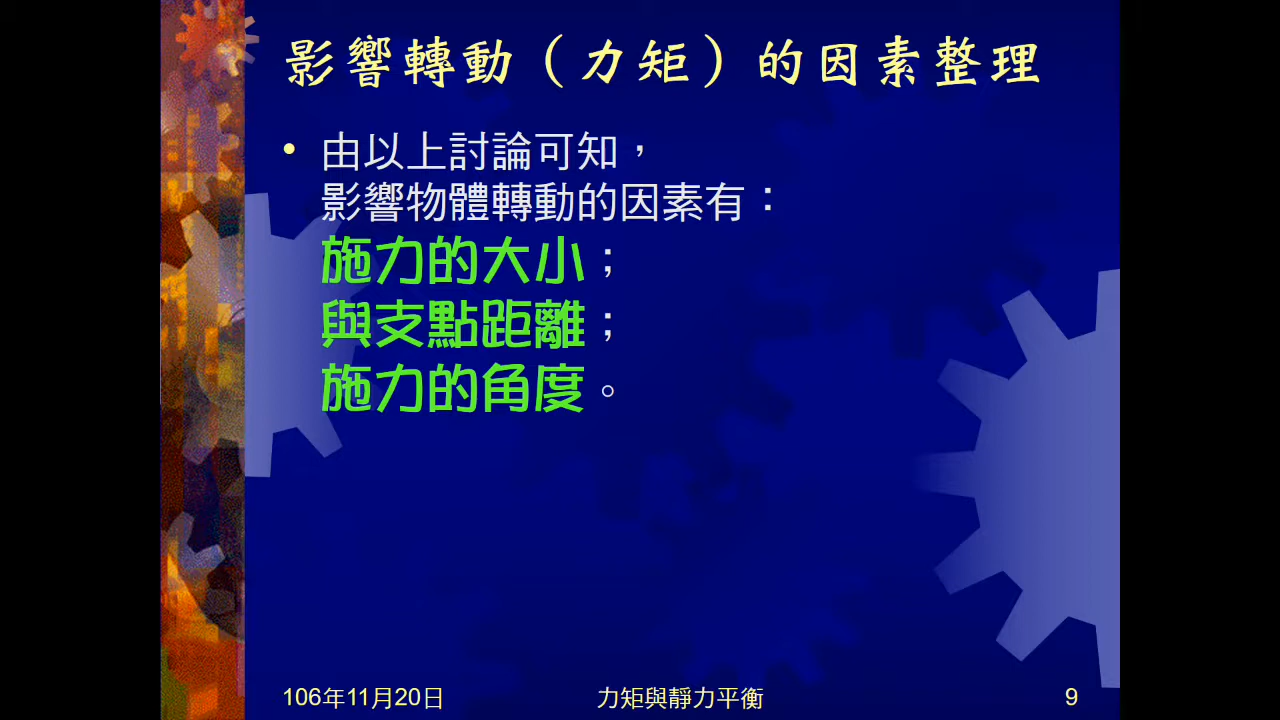 影響轉動（力矩）的因素整理
• 由以上討論可知，
影響物體轉動的因素有：
施力的大小；
與支點距離；
施力的角度。
106年11月20日
力矩與靜力平衡
9